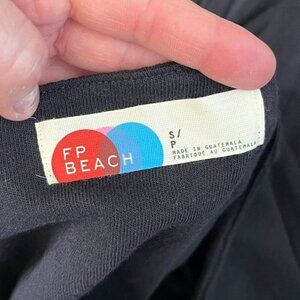 FP
BEACH
S/
P
MADE IN GUATEMALA
FABRIQUÉ AU GUATEMALA